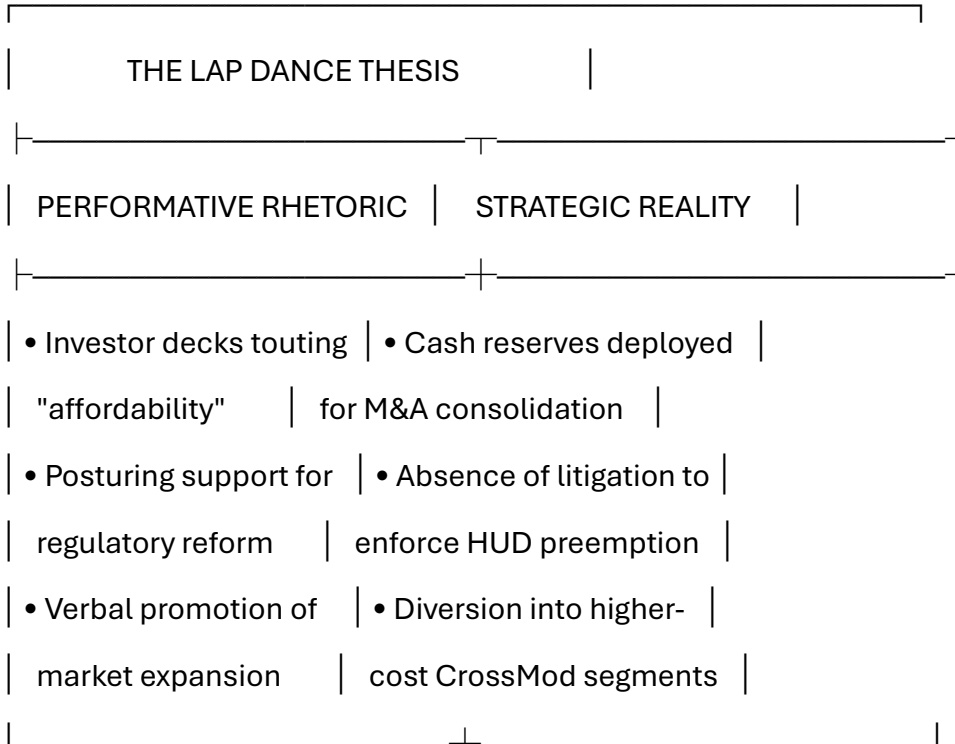 THE LAP DANCE THESIS
PERFORMATIVE RHETORIC │ STRATEGIC REALITY
• Investor decks touting │ • Cash reserves deployed
"affordability" │ for M&A consolidation
• Posturing support for │ • Absence of litigation to
regulatory reform │ enforce HUD preemption
• Verbal promotion of │ • Diversion into higher-
market expansion │ cost CrossMod segments